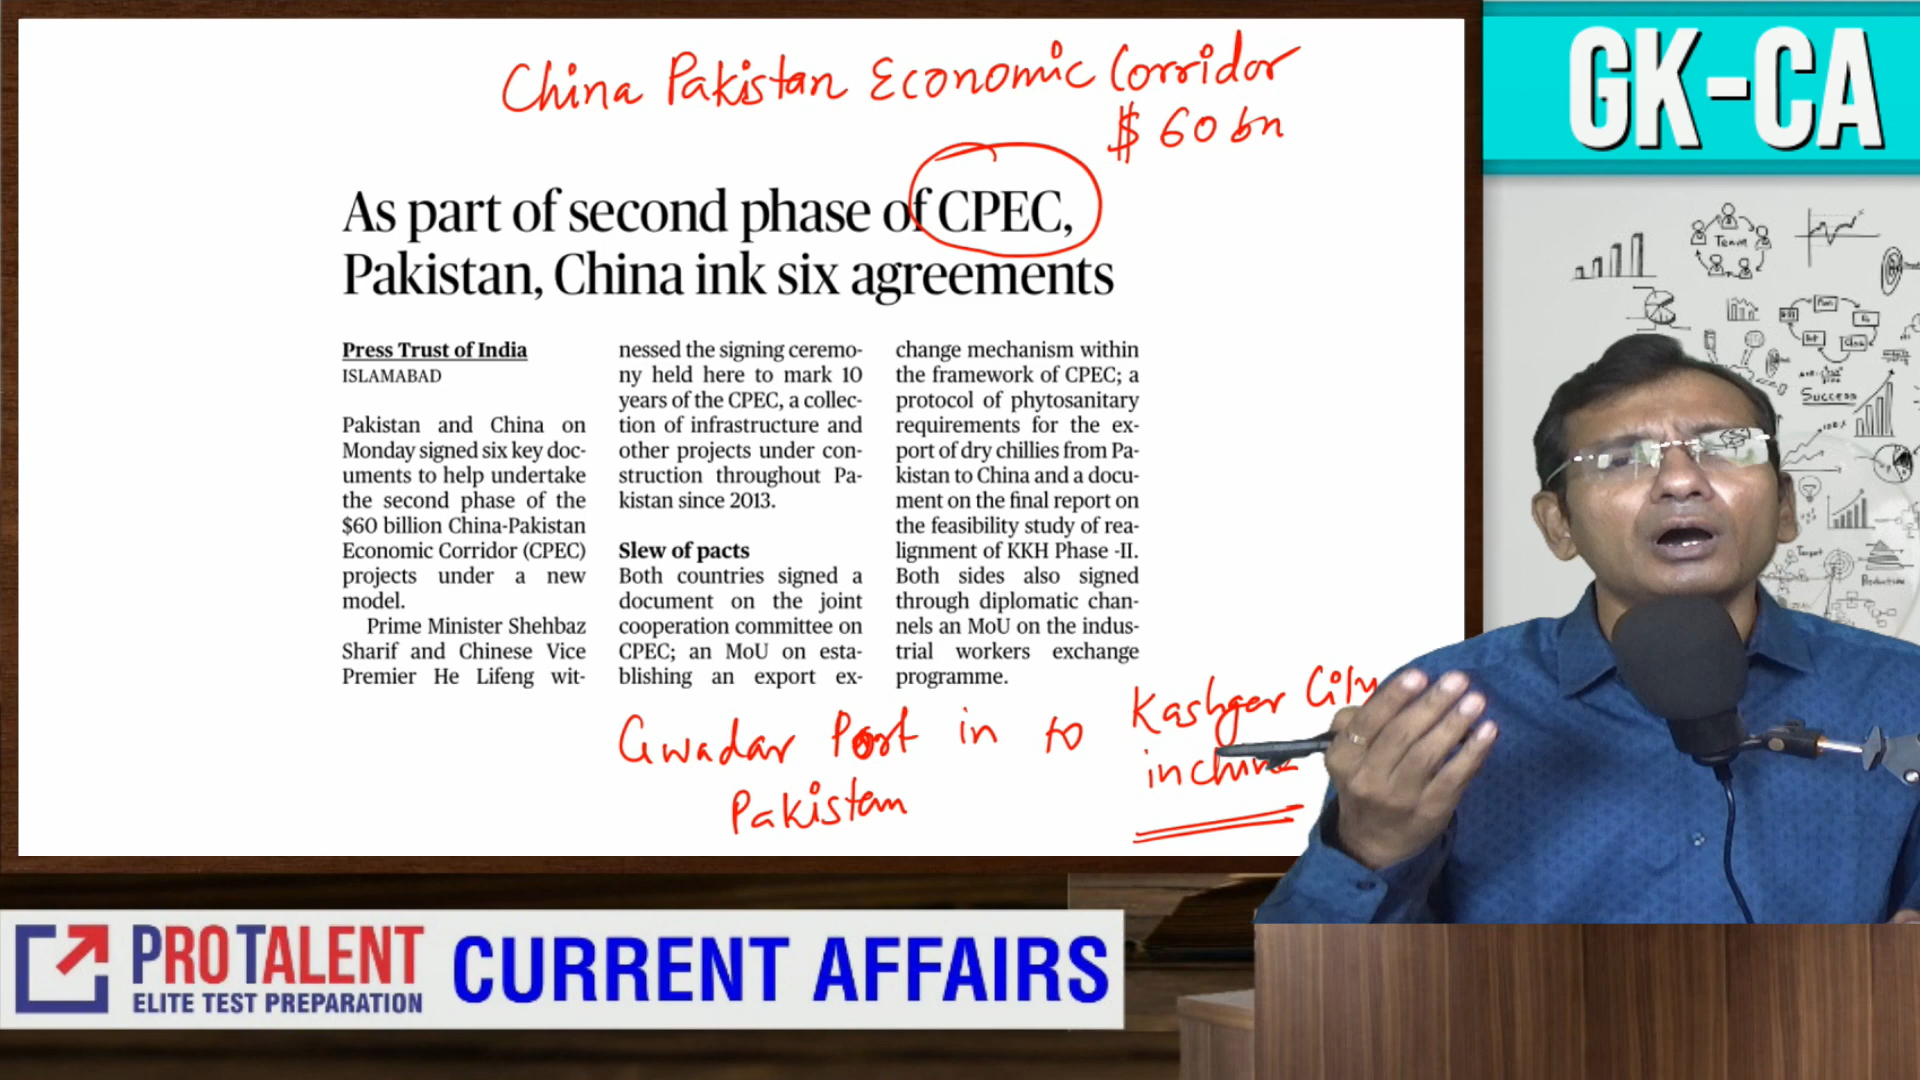 China Pakistan Economic Corridor
$ 60 bn
GK-CA
As part of second phase of CPEC,
Pakistan, China ink six agreements
Press Trust of India
ISLAMABAD
Pakistan and China on
Monday signed six key doc-
uments to help undertake
the second phase of the
$60 billion China-Pakistan
Economic Corridor (CPEC)
projects under a new
model.
Prime Minister Shehbaz
Sharif and Chinese Vice
Premier He Lifeng wit-
nessed the signing ceremo-
ny held here to mark 10
years of the CPEC, a collec-
tion of infrastructure and
other projects under con-
struction throughout Pa-
kistan since 2013.
Slew of pacts
Both countries signed a
document on the joint
cooperation committee on
CPEC; an MoU on esta-
blishing an export ex-
change mechanism within
the framework of CPEC; a
protocol of phytosanitary
requirements for the ex-
port of dry chillies from Pa-
kistan to China and a docu-
ment on the final report on
the feasibility study of rea-
lignment of KKH Phase -II.
Both sides also signed
through diplomatic chan-
nels an MoU on the indus-
trial workers exchange
programme.
Gwadar Port in to Kashger City
Pakistan in china
Team
Success
Target
Production
PROTALENT
ELITE TEST PREPARATION
CURRENT AFFAIRS